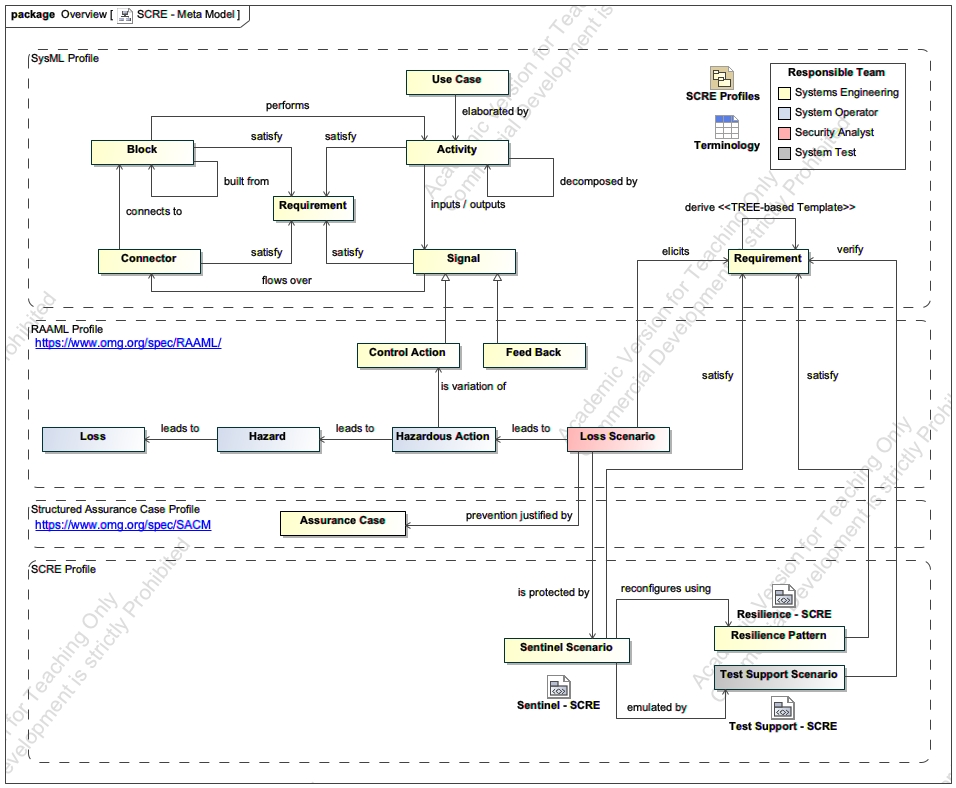 package Overview [ SCRE - Meta Model ]
SysML Profile
Use Case
SCRE Profiles
Terminology
Responsible Team
Systems Engineering
System Operator
Security Analyst
System Test
performs
elaborated by
Block
satisfy
satisfy
Activity
built from
decomposed by
connects to
Requirement
inputs / outputs
derive <<TREE-based Template>>
Connector
satisfy
satisfy
Signal
elicits
Requirement
verify
flows over
RAAML Profile
https://www.omg.org/spec/RAAML/
Control Action
Feed Back
is variation of
satisfy
satisfy
Loss
leads to
Hazard
leads to
Hazardous Action
leads to
Loss Scenario
Structured Assurance Case Profile
https://www.omg.org/spec/SACM
Assurance Case
prevention justified by
SCRE Profile
is protected by
reconfigures using
Resilience - SCRE
Sentinel Scenario
Resilience Pattern
Test Support Scenario
Sentinel - SCRE
emulated by
Test Support - SCRE
Academic Version for Teaching Only
Commercial Development is strictly Prohibited